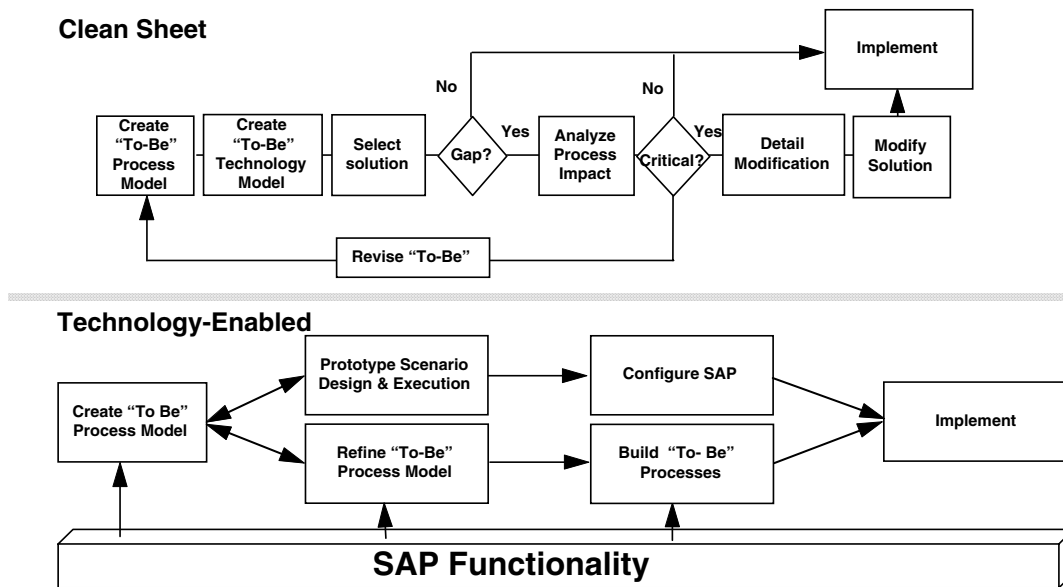 Clean Sheet
Implement
No
No
Create
“To-Be”
Process
Model
Create
“To-Be”
Technology
Model
Select
solution
Gap?
Yes
Analyze
Process
Impact
Critical?
Yes
Detail
Modification
Modify
Solution
Revise “To-Be”
Technology-Enabled
Prototype Scenario
Design & Execution
Configure SAP
Create “To Be”
Process Model
Implement
Refine “To-Be”
Process Model
Build “To- Be”
Processes
SAP Functionality